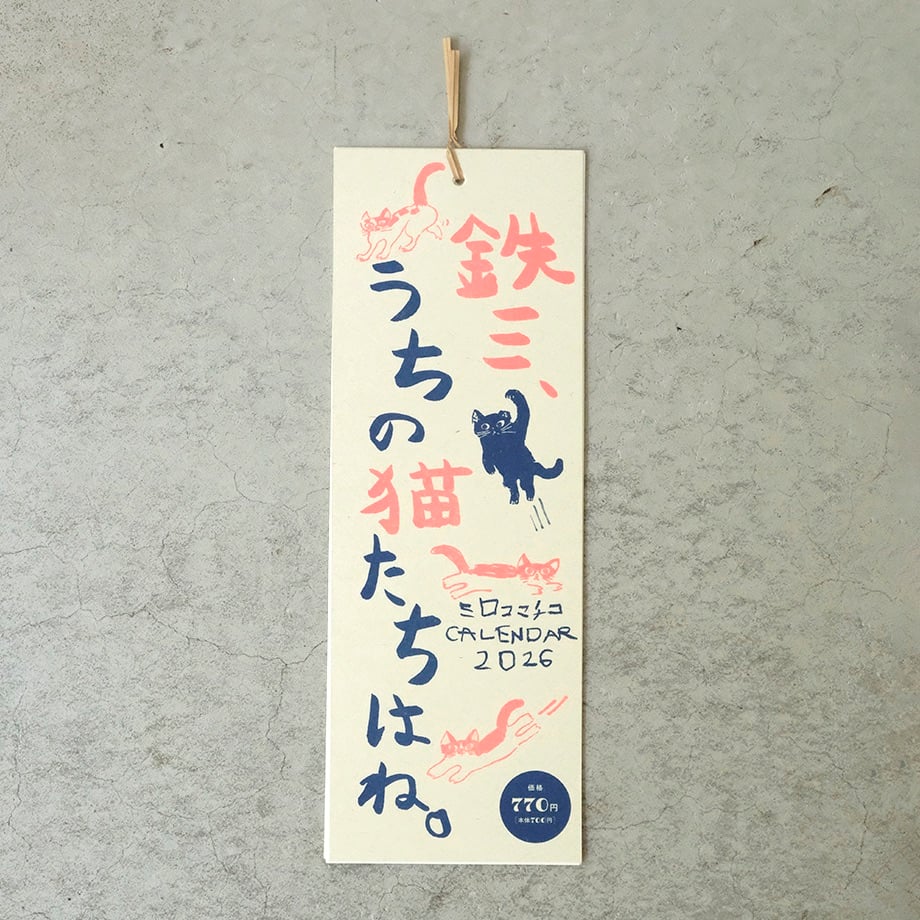 鉄三、
うちの猫たちはね。
ミロコマチコ
CALENDAR
2026
価格
770円
(本体700円)